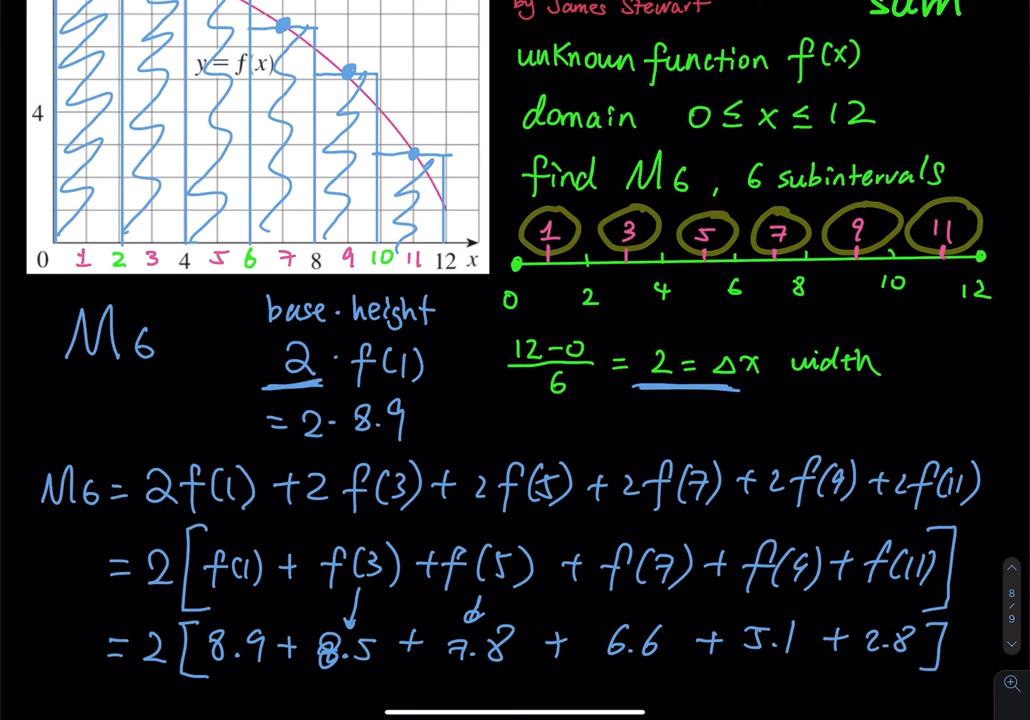 by James Stewart
sum
unknown function f(x)
domain 0 ≤ x ≤ 12
find M6 , 6 subintervals
1 3 5 7 9 11
0 2 4 6 8 10 12
12-0/6 = 2 = Δx width
y = f(x)
4
0 1 2 3 4 5 6 7 8 9 10 11 12 x
M6
base · height
2 · f(1)
= 2 · 8.9
M6 = 2f(1) + 2f(3) + 2f(5) + 2f(7) + 2f(9) + 2f(11)
= 2[f(1) + f(3) + f(5) + f(7) + f(9) + f(11)]
= 2[8.9 + 8.5 + 7.8 + 6.6 + 5.1 + 2.8]
8
/
9